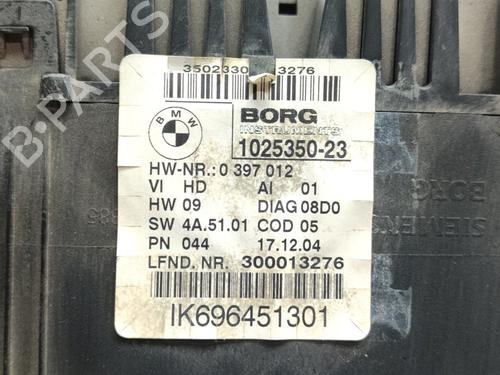 3502330 3276
BMW
BORG
INSTRUMENTS
1025350-23
HW-NR.: 0 397 012
VI HD AI 01
HW 09 DIAG 08D0
SW 4A.51.01 COD 05
PN 044 17.12.04
LFND. NR. 300013276
IK696451301
B-PARTS
SIEMENS
BORG